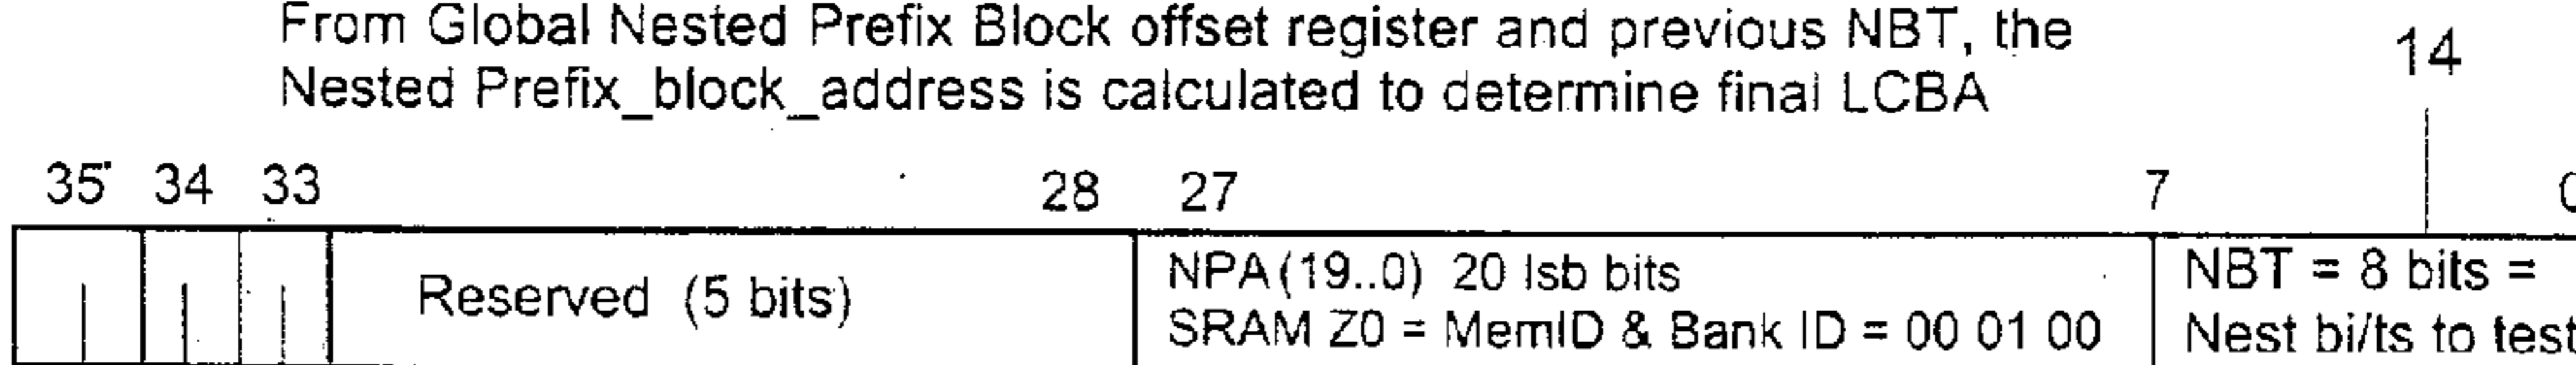 From Global Nested Prefix Block offset register and previous NBT, the
Nested Prefix_block_address is calculated to determine final LCBA
14
35 34 33 28 27 7 0
Reserved (5 bits)
NPA(19..0) 20 lsb bits
SRAM Z0 = MemID & Bank ID = 00 01 00
NBT = 8 bits =
Nest bi/ts to test